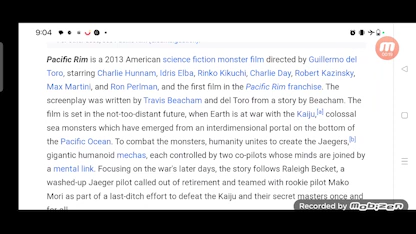 9:04
Pacific Rim is a 2013 American science fiction monster film directed by Guillermo del
Toro, starring Charlie Hunnam, Idris Elba, Rinko Kikuchi, Charlie Day, Robert Kazinsky,
Max Martini, and Ron Perlman, and the first film in the Pacific Rim franchise. The
screenplay was written by Travis Beacham and del Toro from a story by Beacham. The
film is set in the not-too-distant future, when Earth is at war with the Kaiju,[a] colossal
sea monsters which have emerged from an interdimensional portal on the bottom of
the Pacific Ocean. To combat the monsters, humanity unites to create the Jaegers,[b]
gigantic humanoid mechas, each controlled by two co-pilots whose minds are joined by
a mental link. Focusing on the war's later days, the story follows Raleigh Becket, a
washed-up Jaeger pilot called out of retirement and teamed with rookie pilot Mako
Mori as part of a last-ditch effort to defeat the Kaiju and their secret masters once and
for all
Recorded by Mobizen